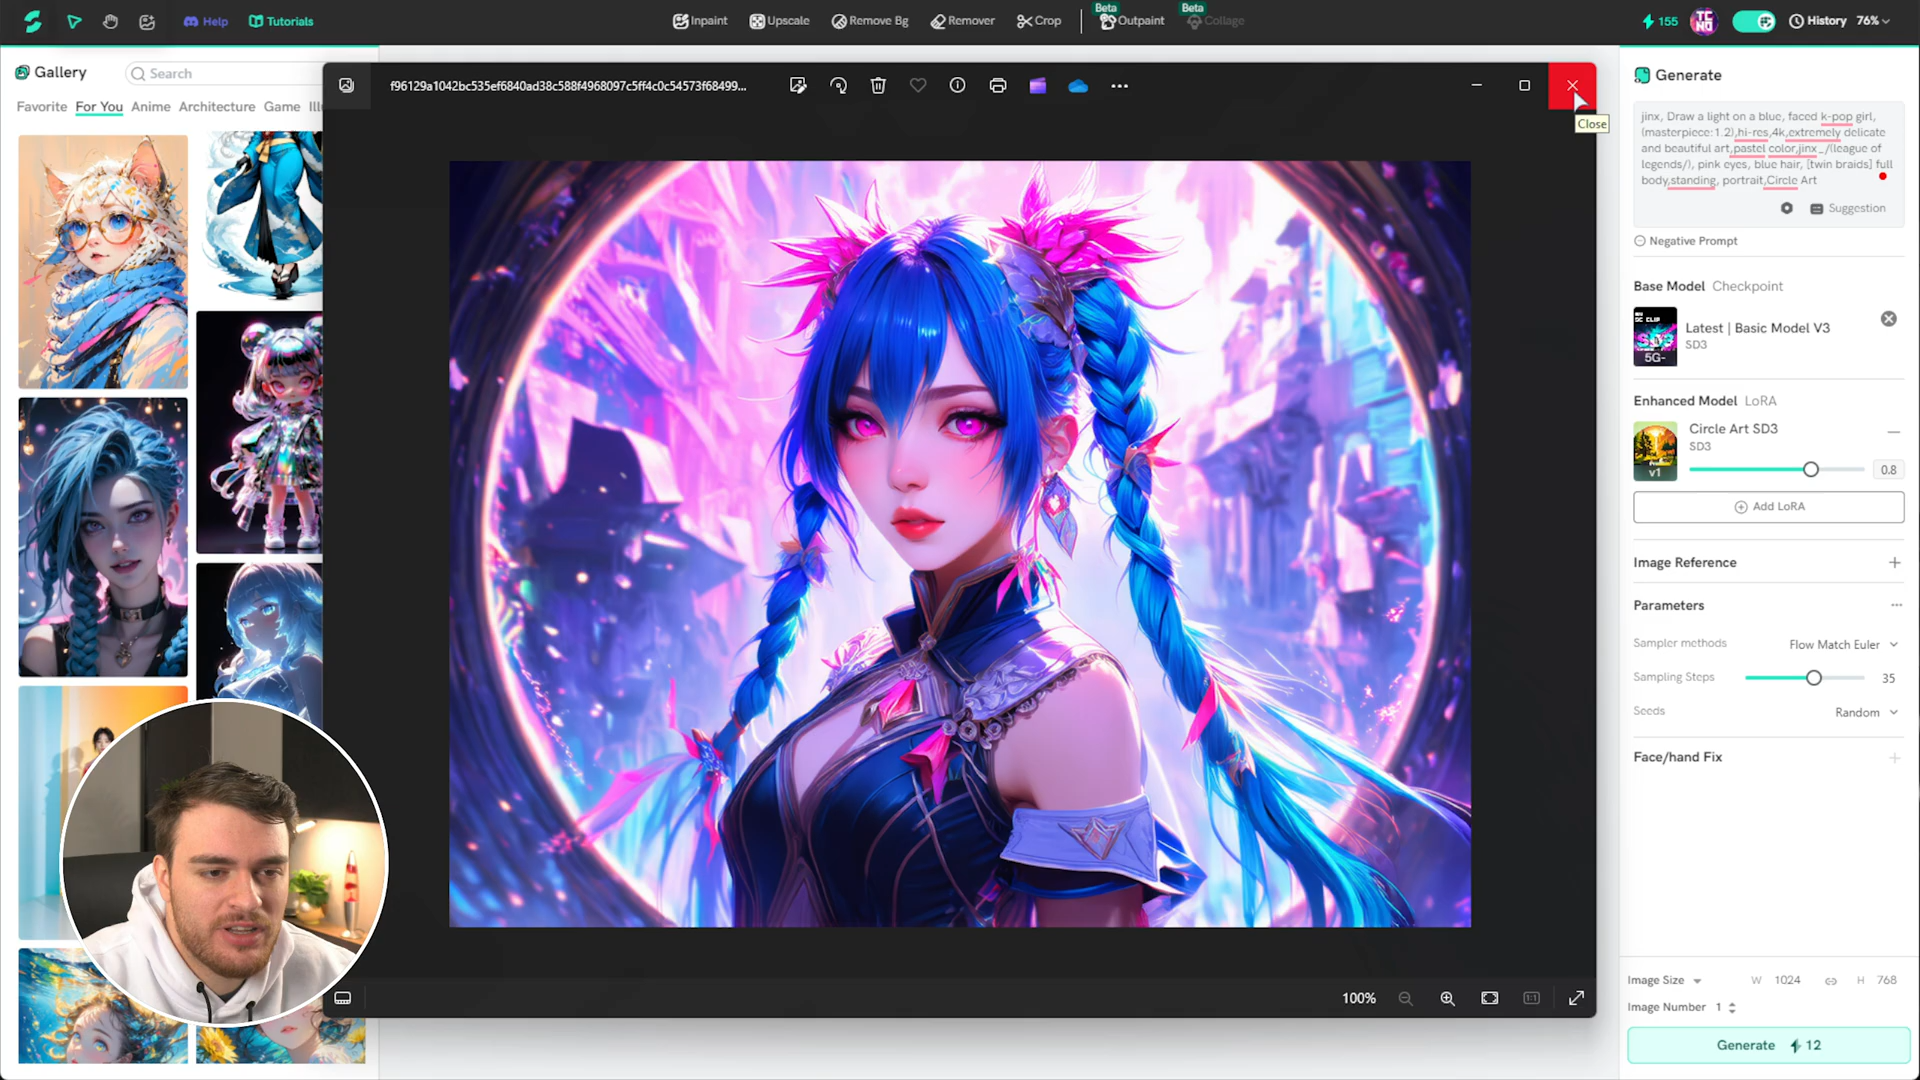 Help
Tutorials
Inpaint
Upscale
Remove Bg
Remover
Crop
Beta
Outpaint
Beta
Collage
155
History
76%
Gallery
Search
Favorite For You Anime Architecture Game Ill
f96129a1042bc535ef6840ad38c588f4968097c5ff4c0c54573f68499...
Close
Generate
jinx, Draw a light on a blue, faced k-pop girl,
(masterpiece:1.2),hi-res,4k,extremely delicate
and beautiful art,pastel color,jinx_/(league of
legends/), pink eyes, blue hair, [twin braids] full
body,standing, portrait,Circle Art
Suggestion
Negative Prompt
Base Model Checkpoint
Latest | Basic Model V3
SD3
5G-
Enhanced Model LoRA
Circle Art SD3
SD3
v1
0.8
Add LoRA
Image Reference
Parameters
Sampler methods Flow Match Euler
Sampling Steps 35
Seeds Random
Face/hand Fix
100%
1:1
Image Size W 1024 H 768
Image Number 1
Generate 12